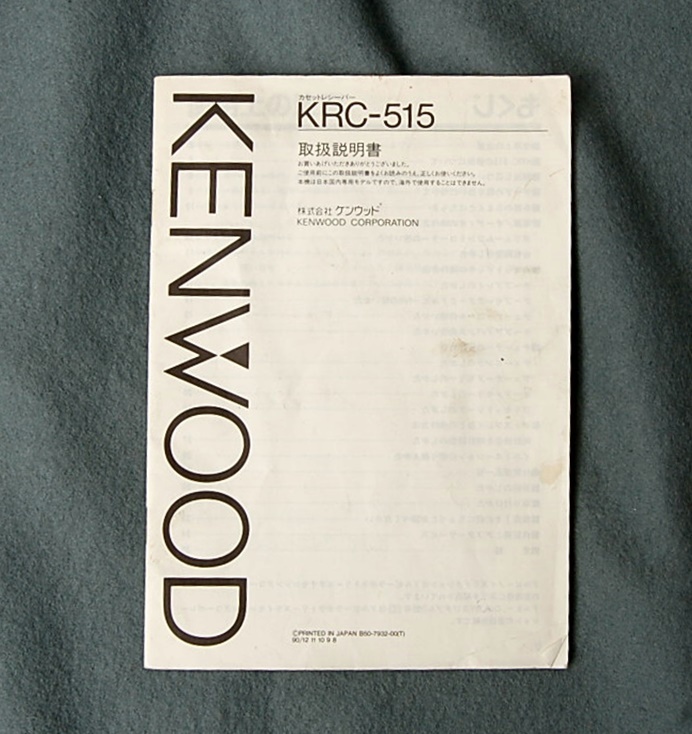 KENWOOD
カセットレシーバー
KRC-515
取扱説明書
お買いあげいただきありがとうございました。
ご使用前にこの取扱説明書をよくお読みのうえ、正しくお使いください。
本機は日本国内専用モデルですので、海外で使用することはできません。
株式会社 ケンウッド
KENWOOD CORPORATION
©PRINTED IN JAPAN B50-7932-00(T)
90/12 11 10 9 8
もくじ